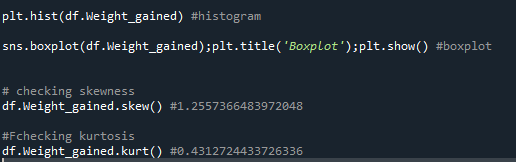 plt.hist(df.Weight_gained) #histogram
sns.boxplot(df.Weight_gained);plt.title('Boxplot');plt.show() #boxplot
# checking skewness
df.Weight_gained.skew() #1.2557366483972048
#Fchecking kurtosis
df.Weight_gained.kurt() #0.4312724433726336